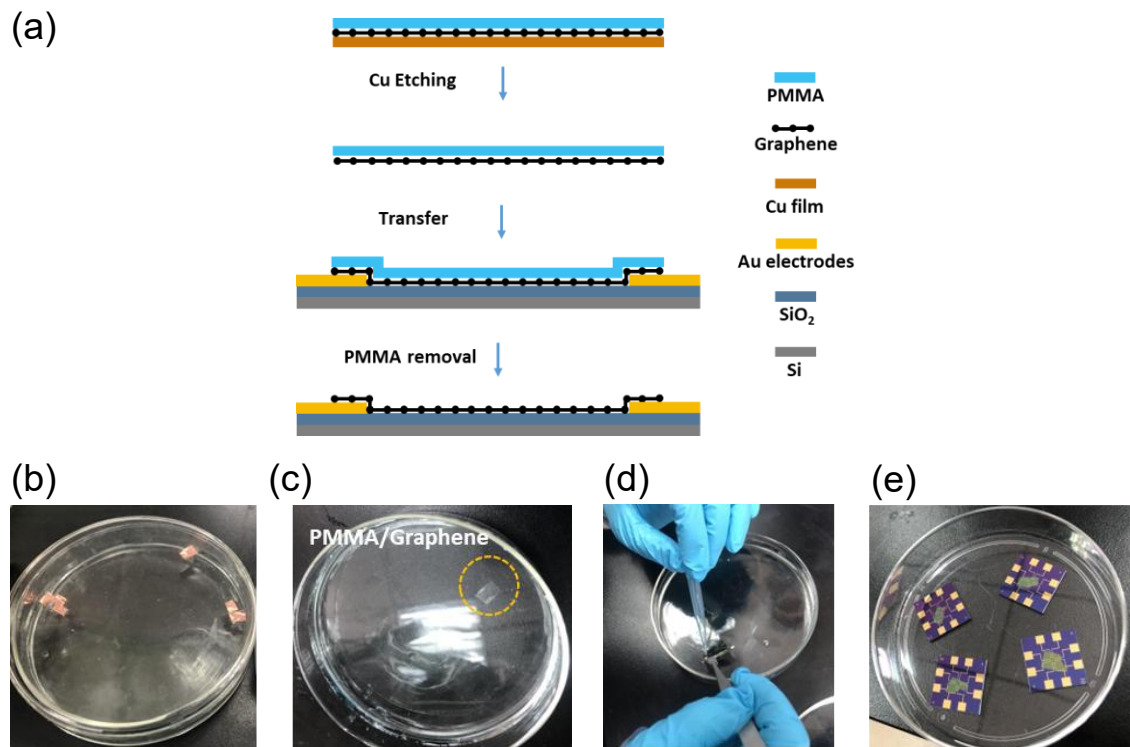 (a)
Cu Etching
Transfer
PMMA removal
PMMA
Graphene
Cu film
Au electrodes
SiO₂
Si
(b)
(c)
(d)
(e)
PMMA/Graphene